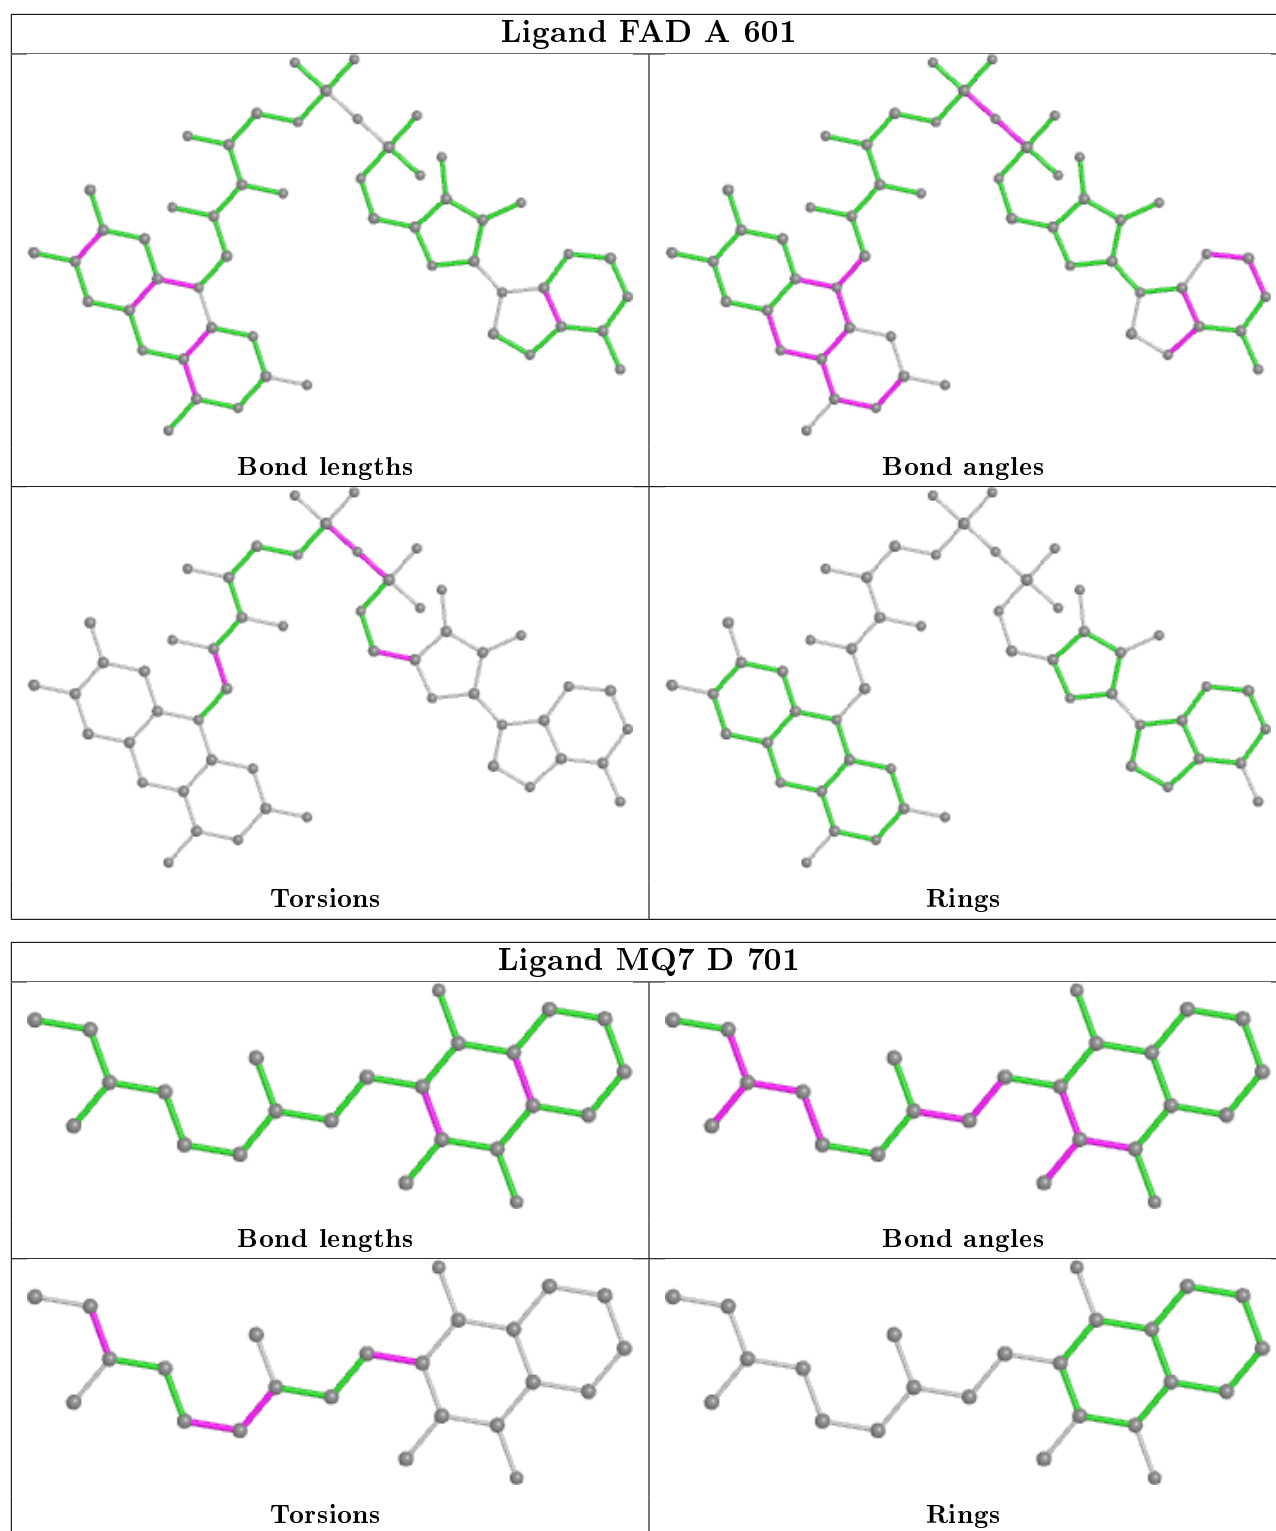 Ligand FAD A 601
Bond lengths
Bond angles
Torsions
Rings
Ligand MQ7 D 701
Bond lengths
Bond angles
Torsions
Rings